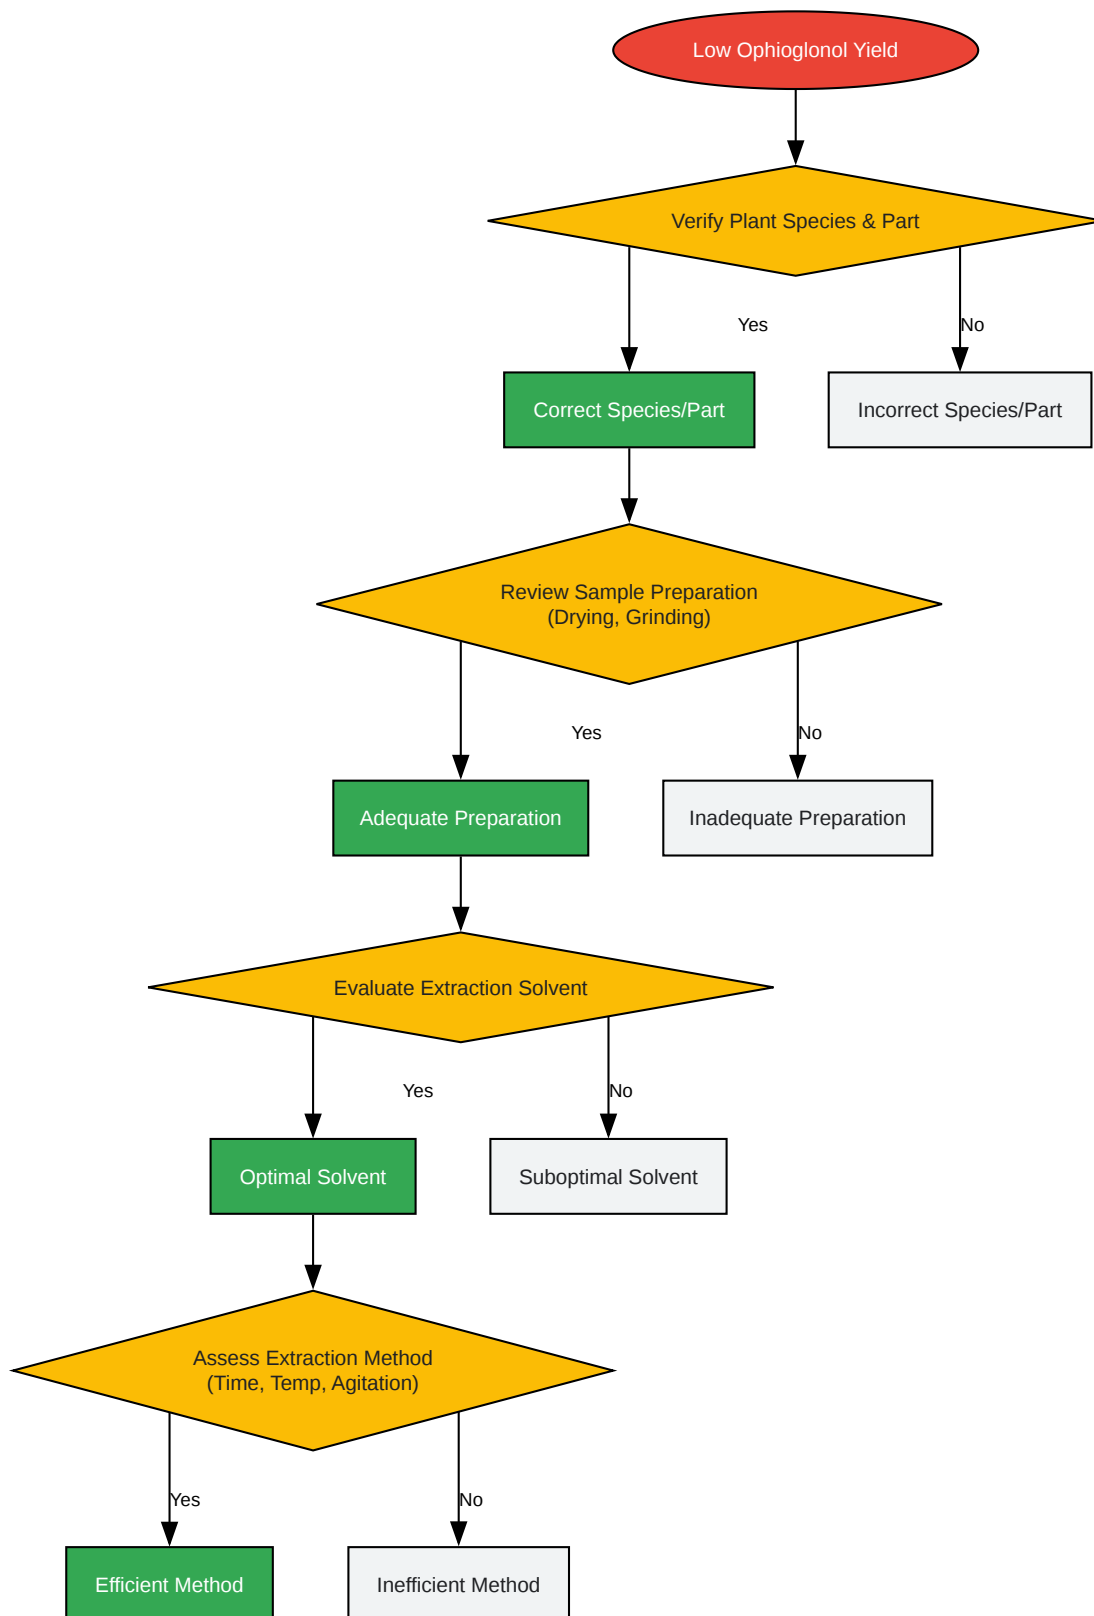 Low Ophioglonol Yield
Verify Plant Species & Part
Yes
No
Correct Species/Part
Incorrect Species/Part
Review Sample Preparation
(Drying, Grinding)
Yes
No
Adequate Preparation
Inadequate Preparation
Evaluate Extraction Solvent
Yes
No
Optimal Solvent
Suboptimal Solvent
Assess Extraction Method
(Time, Temp, Agitation)
Yes
No
Efficient Method
Inefficient Method